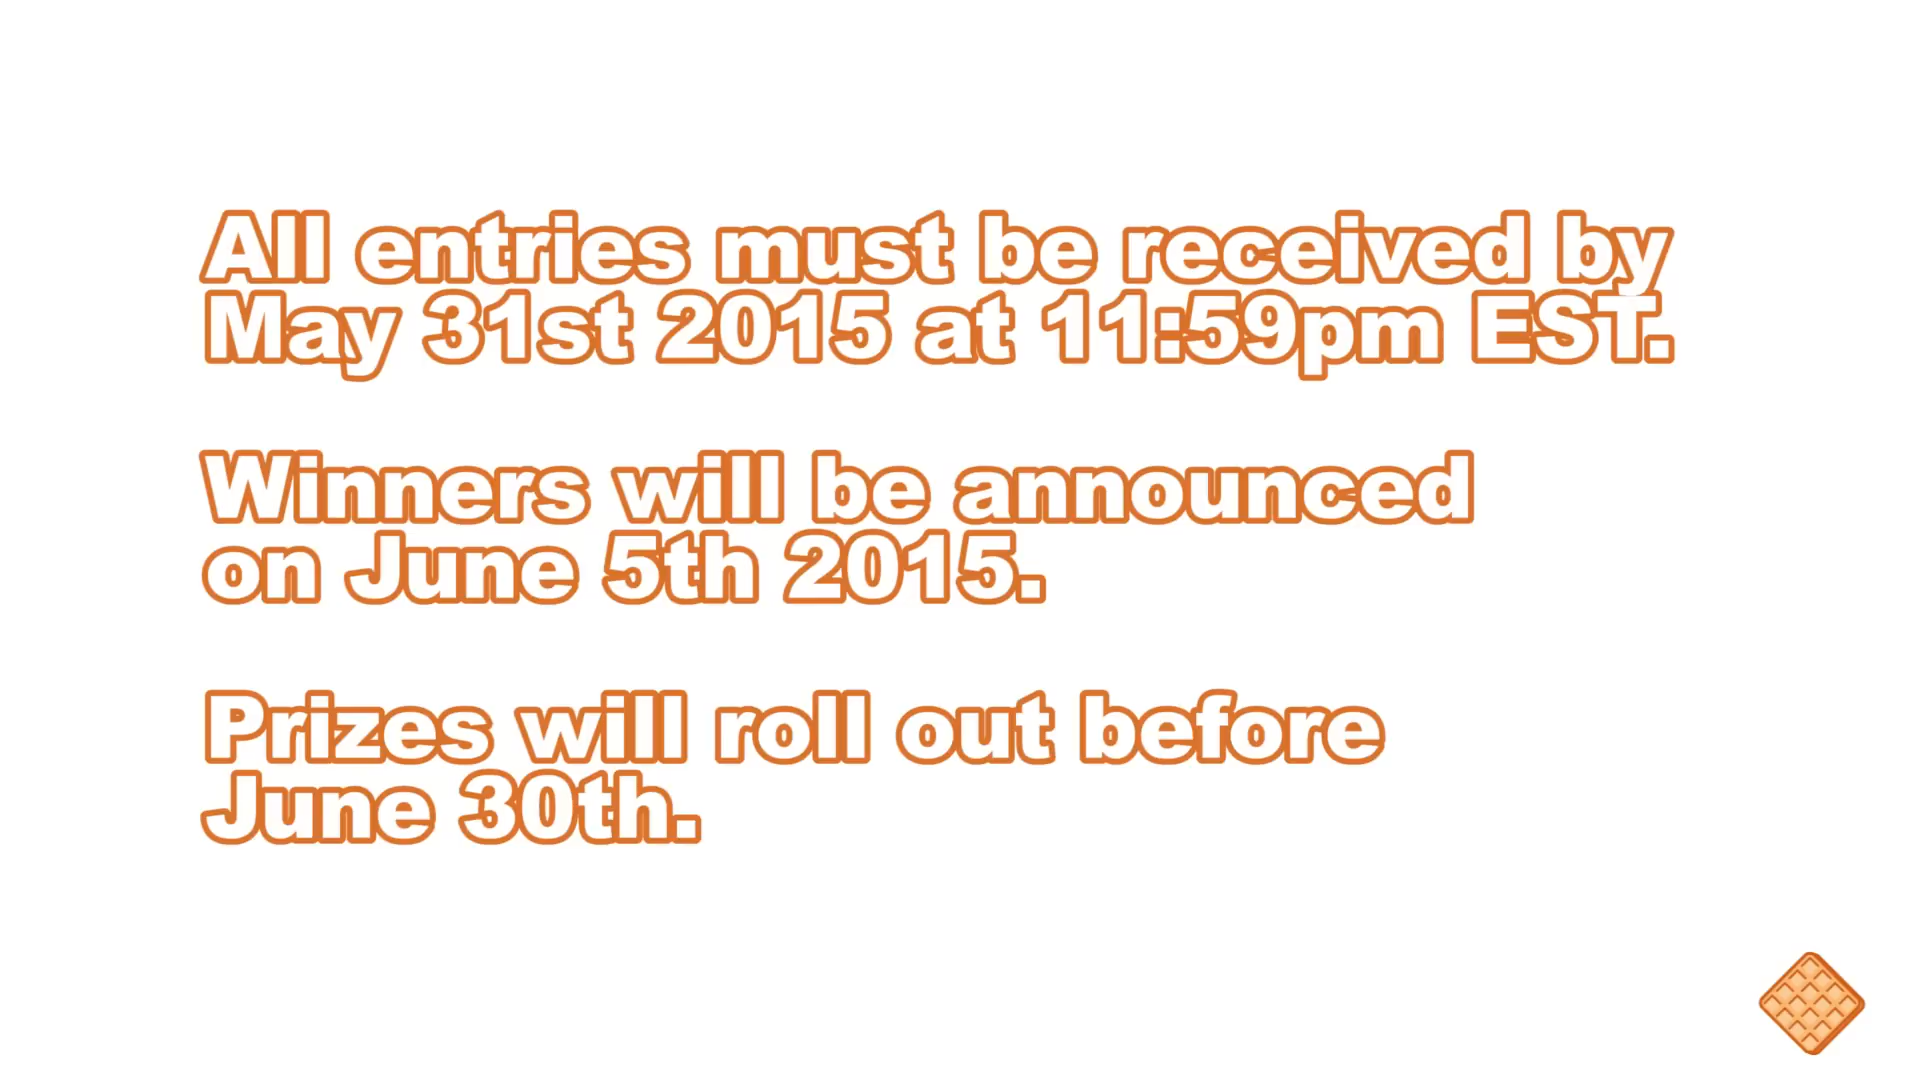 All entries must be received by
May 31st 2015 at 11:59pm EST.
Winners will be announced
on June 5th 2015.
Prizes will roll out before
June 30th.